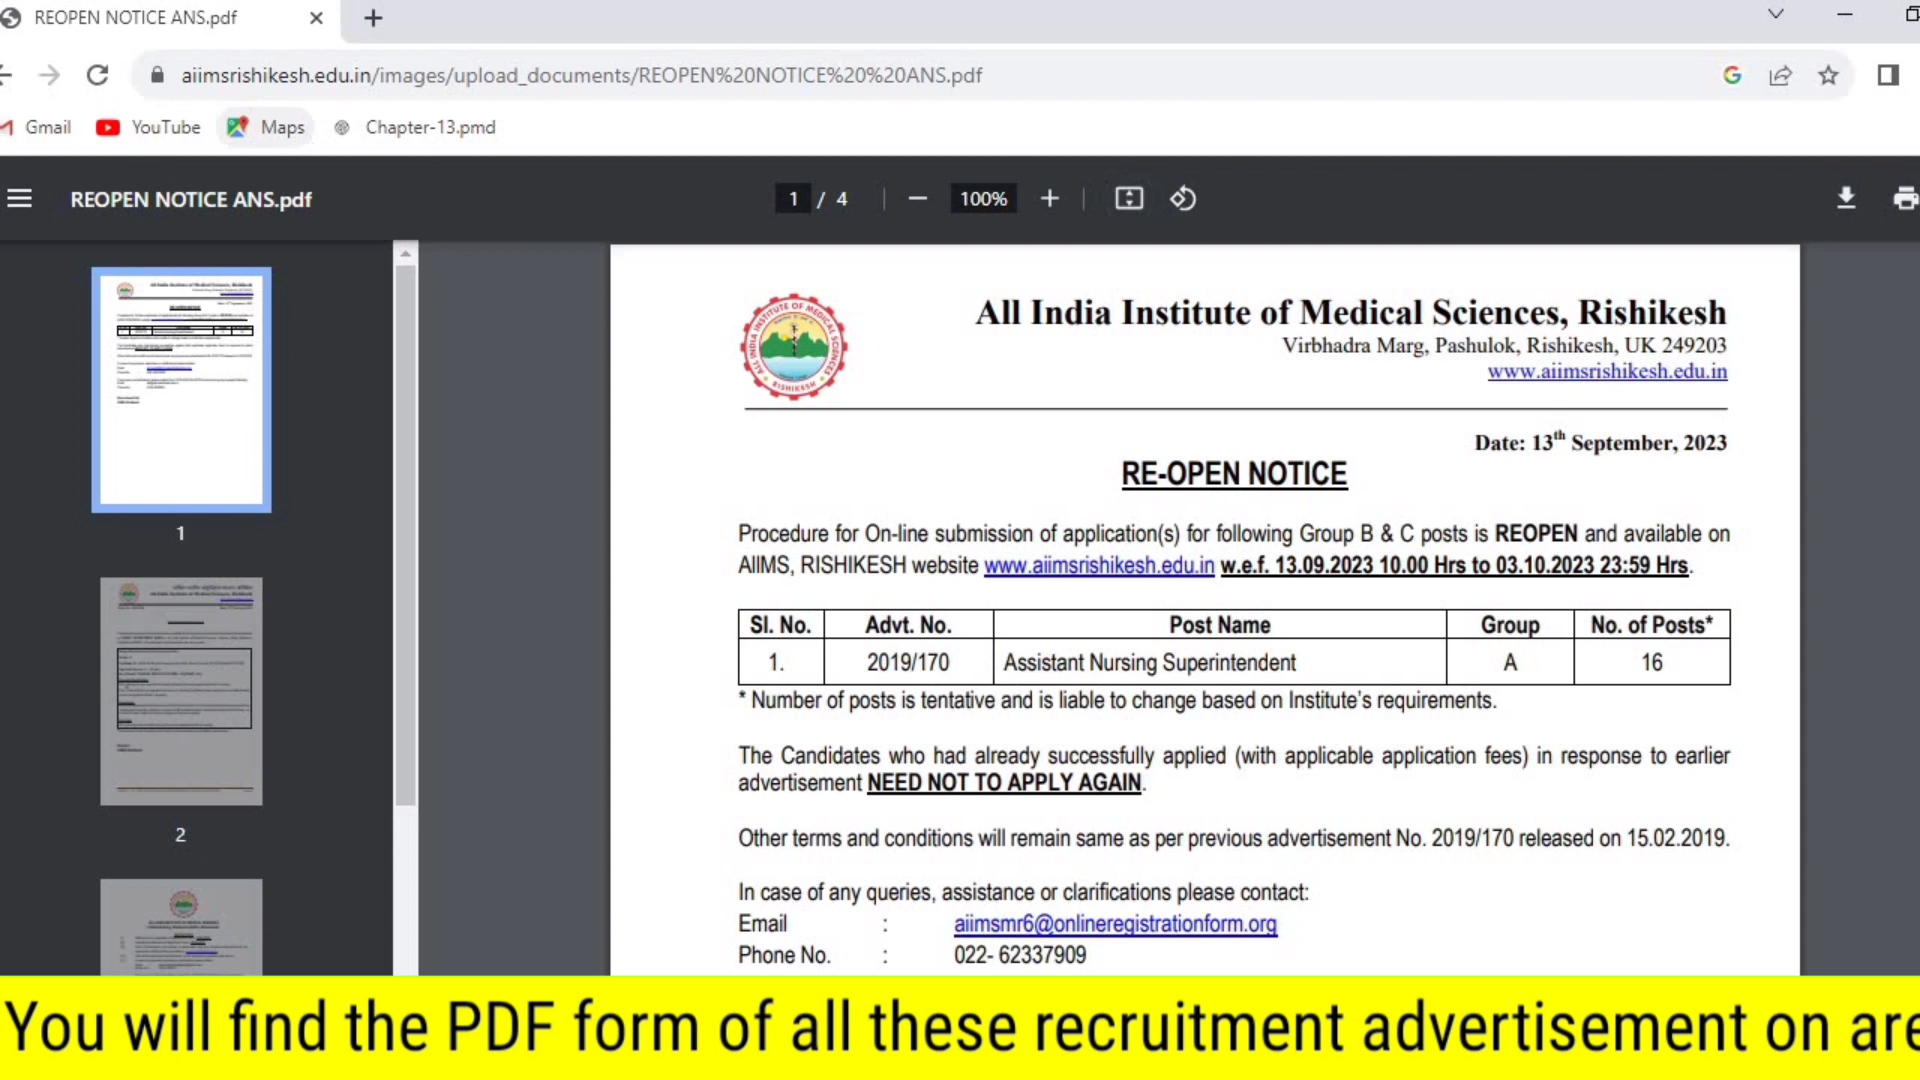 REOPEN NOTICE ANS.pdf
aiimsrishikesh.edu.in/images/upload_documents/REOPEN%20NOTICE%20%20ANS.pdf
Gmail YouTube Maps Chapter-13.pmd
REOPEN NOTICE ANS.pdf 1 / 4 100%
1
2
ALL INDIA INSTITUTE OF MEDICAL SCIENCES RISHIKESH
All India Institute of Medical Sciences, Rishikesh
Virbhadra Marg, Pashulok, Rishikesh, UK 249203
www.aiimsrishikesh.edu.in
Date: 13th September, 2023
RE-OPEN NOTICE
Procedure for On-line submission of application(s) for following Group B & C posts is REOPEN and available on
AIIMS, RISHIKESH website www.aiimsrishikesh.edu.in w.e.f. 13.09.2023 10.00 Hrs to 03.10.2023 23:59 Hrs.
Sl. No. Advt. No. Post Name Group No. of Posts*
1. 2019/170 Assistant Nursing Superintendent A 16
* Number of posts is tentative and is liable to change based on Institute's requirements.
The Candidates who had already successfully applied (with applicable application fees) in response to earlier
advertisement NEED NOT TO APPLY AGAIN.
Other terms and conditions will remain same as per previous advertisement No. 2019/170 released on 15.02.2019.
In case of any queries, assistance or clarifications please contact:
Email : aiimsmr6@onlineregistrationform.org
Phone No. : 022- 62337909
You will find the PDF form of all these recruitment advertisement on are